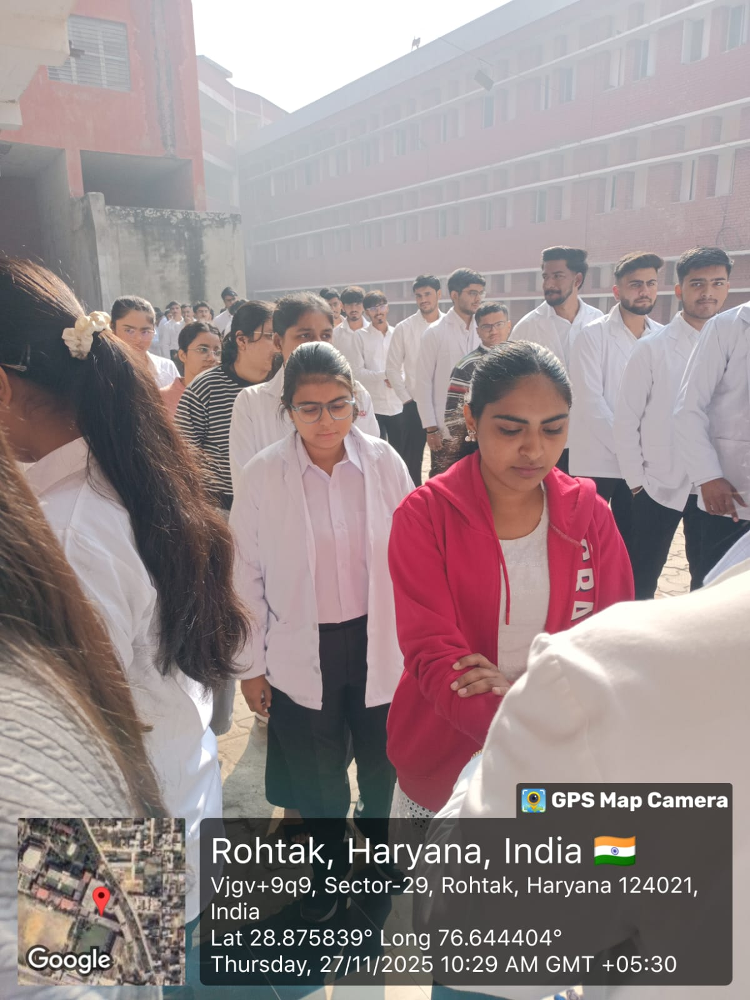 GRA
GPS Map Camera
Rohtak, Haryana, India 🇮🇳
Vjgv+9q9, Sector-29, Rohtak, Haryana 124021,
India
Lat 28.875839° Long 76.644404°
Thursday, 27/11/2025 10:29 AM GMT +05:30
Google